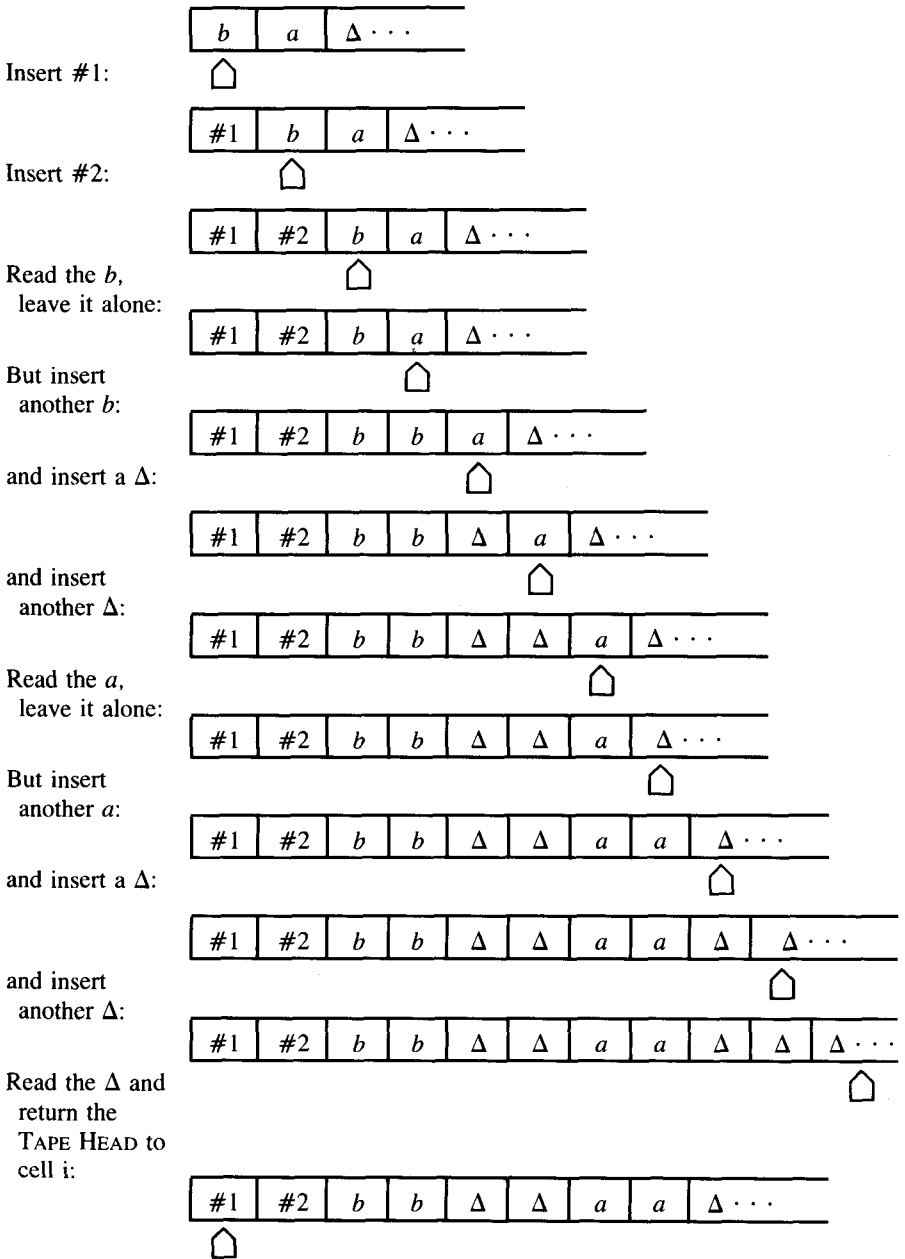 b a Δ · · ·
Insert #1:
#1 b a Δ · · ·
Insert #2:
#1 #2 b a Δ · · ·
Read the b,
leave it alone:
#1 #2 b a Δ · · ·
But insert
another b:
#1 #2 b b a Δ · · ·
and insert a Δ:
#1 #2 b b Δ a Δ · · ·
and insert
another Δ:
#1 #2 b b Δ Δ a Δ · · ·
Read the a,
leave it alone:
#1 #2 b b Δ Δ a Δ · · ·
But insert
another a:
#1 #2 b b Δ Δ a a Δ · · ·
and insert a Δ:
#1 #2 b b Δ Δ a a Δ Δ · · ·
and insert
another Δ:
#1 #2 b b Δ Δ a a Δ Δ Δ · · ·
Read the Δ and
return the
TAPE HEAD to
cell i:
#1 #2 b b Δ Δ a a Δ · · ·